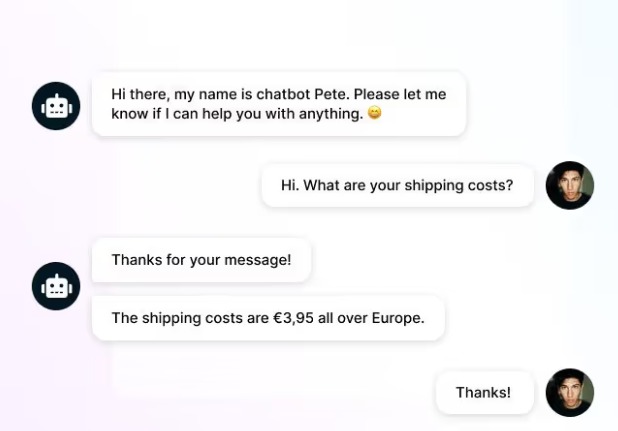 Hi there, my name is chatbot Pete. Please let me
know if I can help you with anything. 😊
Hi. What are your shipping costs?
Thanks for your message!
The shipping costs are €3,95 all over Europe.
Thanks!